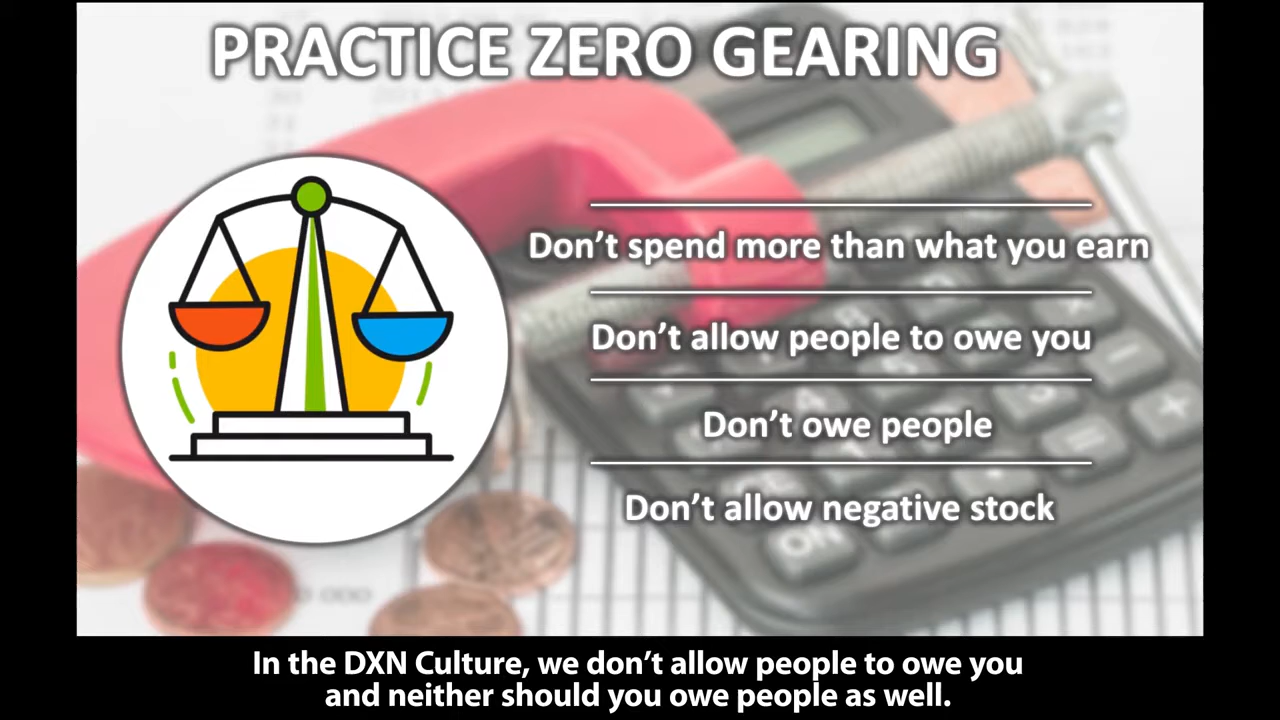 PRACTICE ZERO GEARING
Don’t spend more than what you earn
Don’t allow people to owe you
Don’t owe people
Don’t allow negative stock
In the DXN Culture, we don’t allow people to owe you
and neither should you owe people as well.